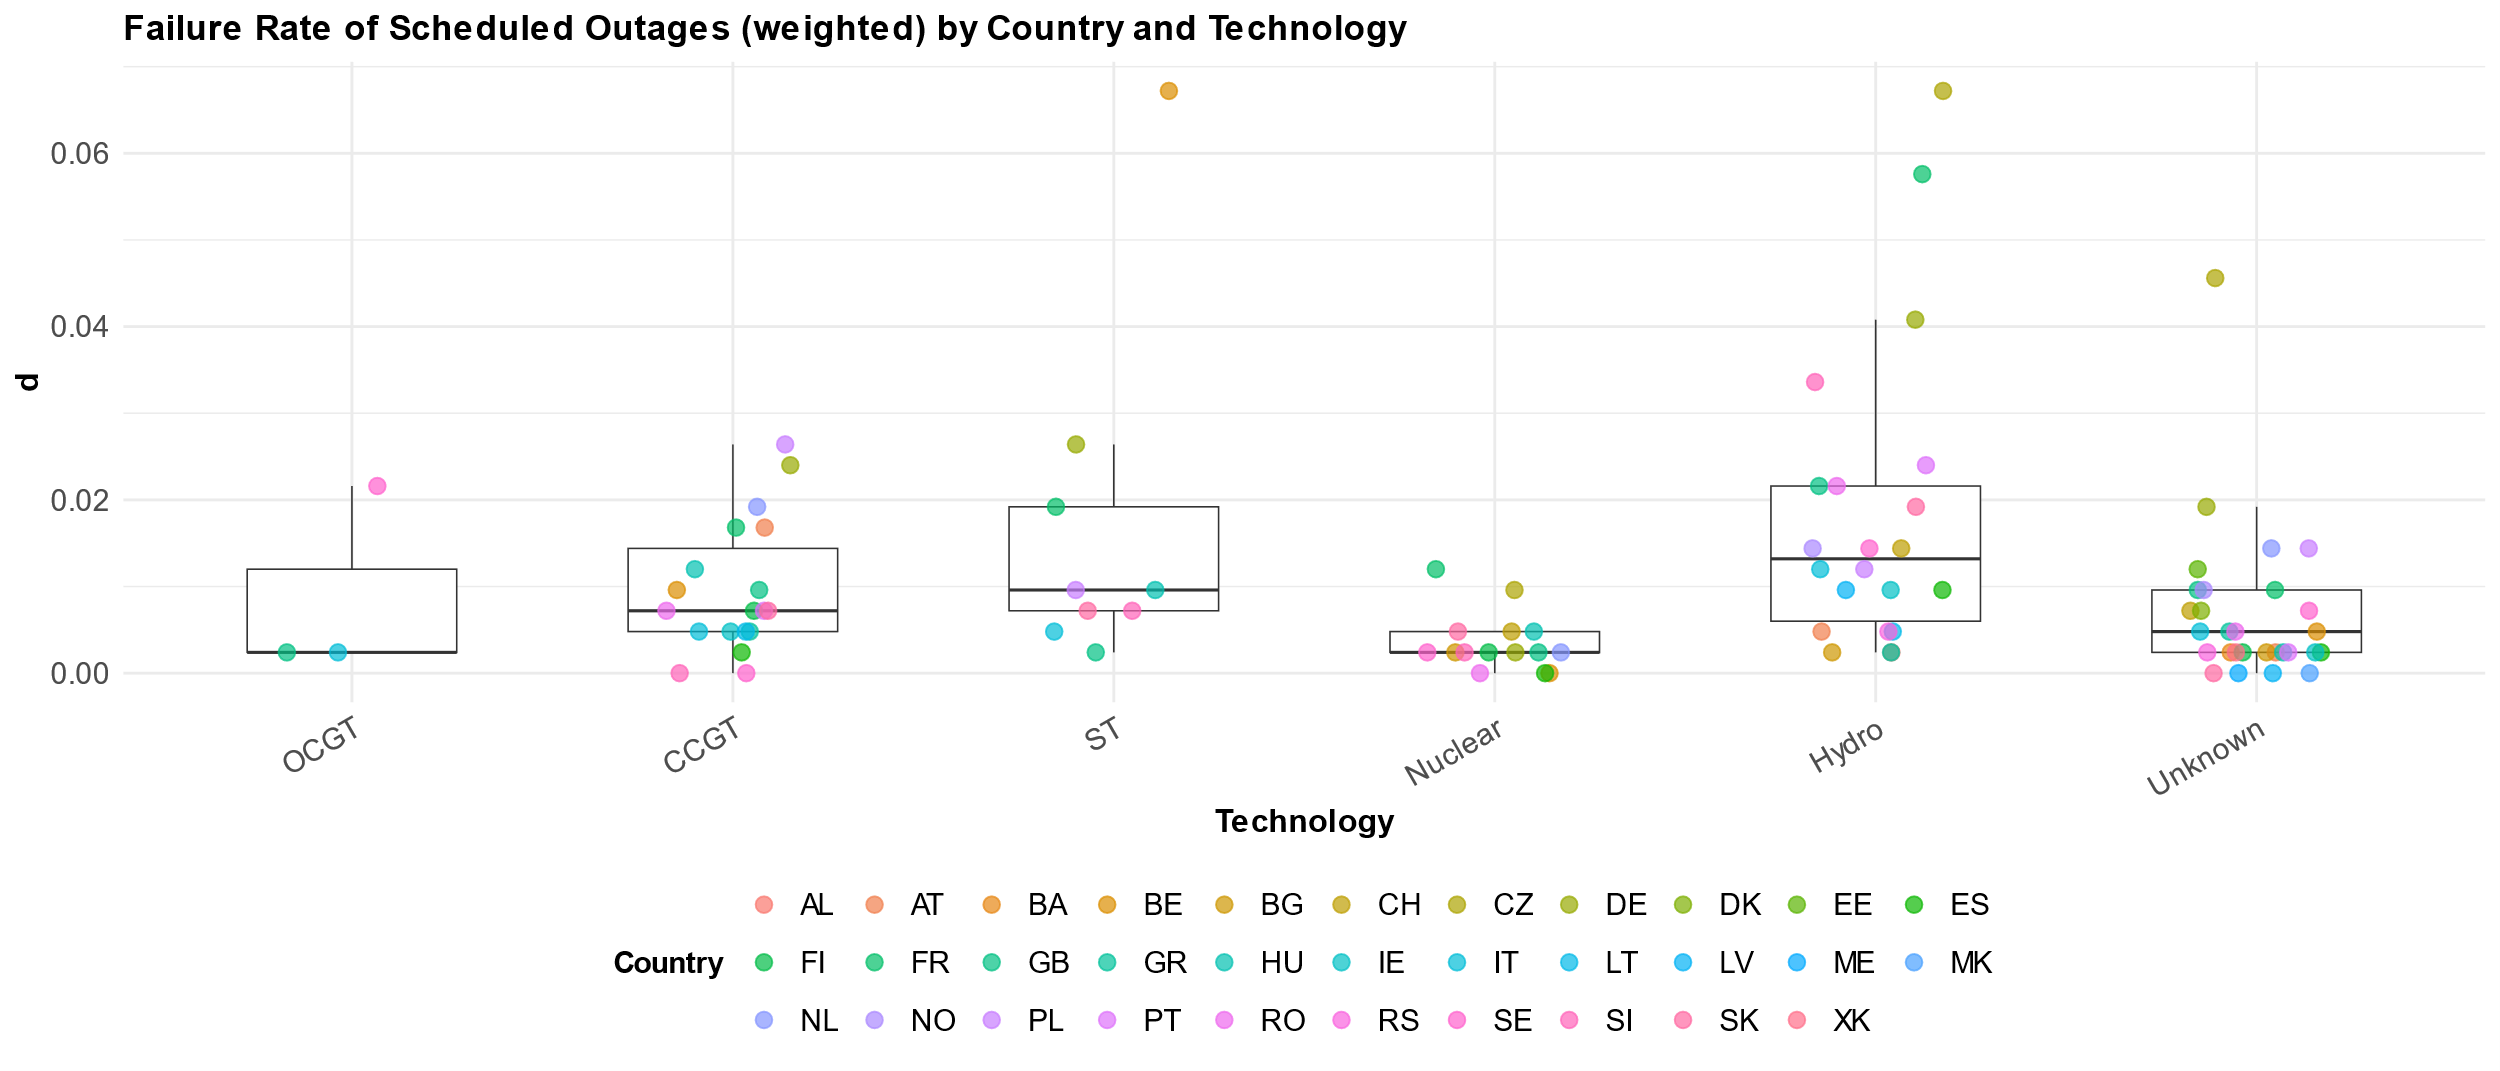 Failure Rate of Scheduled Outages (weighted) by Country and Technology
0.06
0.04
0.02
0.00
d
OCGT CCGT ST Nuclear Hydro Unknown
Technology
AL AT BA BE BG CH CZ DE DK EE ES
Country FI FR GB GR HU IE IT LT LV ME MK
NL NO PL PT RO RS SE SI SK XK